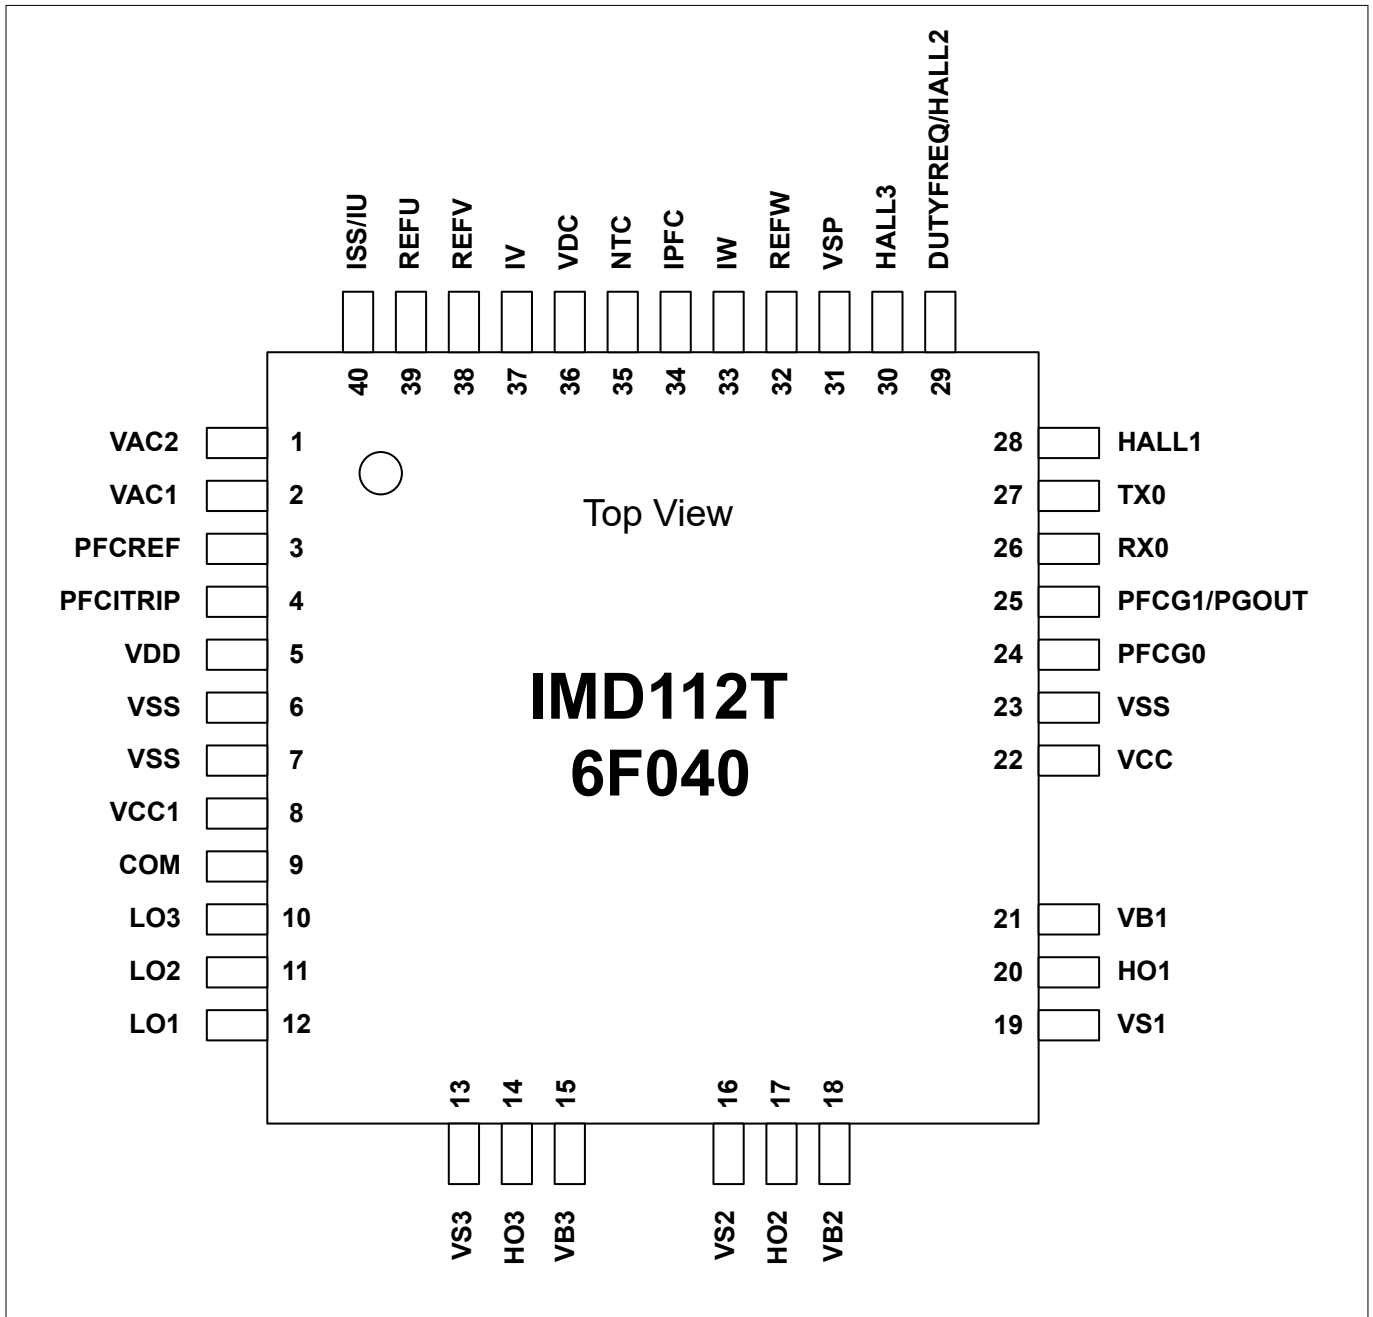 ISS/IU
REFU
REFV
IV
VDC
NTC
IPFC
IW
REFW
VSP
HALL3
DUTYFREQ/HALL2
40
39
38
37
36
35
34
33
32
31
30
29
VAC2 1
VAC1 2
PFCREF 3
PFCITRIP 4
VDD 5
VSS 6
VSS 7
VCC1 8
COM 9
LO3 10
LO2 11
LO1 12
Top View
IMD112T
6F040
28 HALL1
27 TX0
26 RX0
25 PFCG1/PGOUT
24 PFCG0
23 VSS
22 VCC
21 VB1
20 HO1
19 VS1
13
14
15
16
17
18
VS3
HO3
VB3
VS2
HO2
VB2